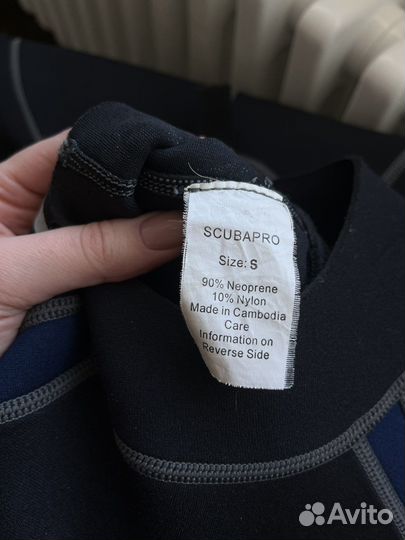 SCUBAPRO
Size: S
90% Neoprene
10% Nylon
Made in Cambodia
Care
Information on
Reverse Side
Avito